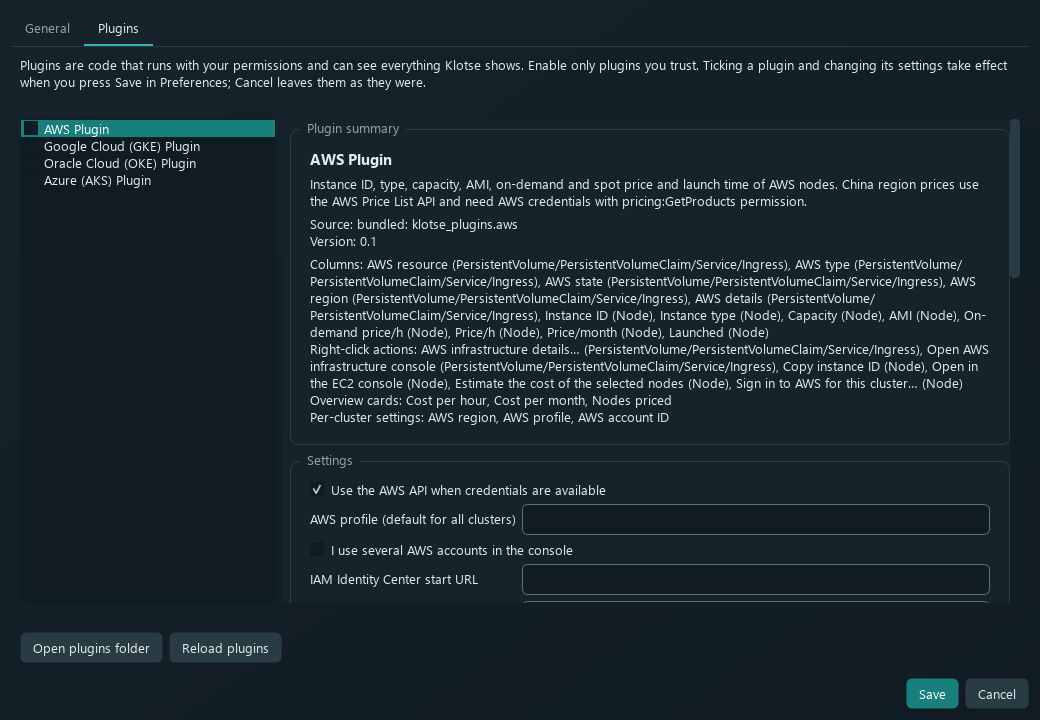 General
Plugins
Plugins are code that runs with your permissions and can see everything Klotse shows. Enable only plugins you trust. Ticking a plugin and changing its settings take effect
when you press Save in Preferences; Cancel leaves them as they were.
AWS Plugin
Google Cloud (GKE) Plugin
Oracle Cloud (OKE) Plugin
Azure (AKS) Plugin
Plugin summary
AWS Plugin
Instance ID, type, capacity, AMI, on-demand and spot price and launch time of AWS nodes. China region prices use
the AWS Price List API and need AWS credentials with pricing:GetProducts permission.
Source: bundled: klotse_plugins.aws
Version: 0.1
Columns: AWS resource (PersistentVolume/PersistentVolumeClaim/Service/Ingress), AWS type (PersistentVolume/
PersistentVolumeClaim/Service/Ingress), AWS state (PersistentVolume/PersistentVolumeClaim/Service/Ingress), AWS
region (PersistentVolume/PersistentVolumeClaim/Service/Ingress), AWS details (PersistentVolume/
PersistentVolumeClaim/Service/Ingress), Instance ID (Node), Instance type (Node), Capacity (Node), AMI (Node), On-
demand price/h (Node), Price/h (Node), Price/month (Node), Launched (Node)
Right-click actions: AWS infrastructure details… (PersistentVolume/PersistentVolumeClaim/Service/Ingress), Open AWS
infrastructure console (PersistentVolume/PersistentVolumeClaim/Service/Ingress), Copy instance ID (Node), Open in
the EC2 console (Node), Estimate the cost of the selected nodes (Node), Sign in to AWS for this cluster… (Node)
Overview cards: Cost per hour, Cost per month, Nodes priced
Per-cluster settings: AWS region, AWS profile, AWS account ID
Settings
Use the AWS API when credentials are available
AWS profile (default for all clusters)
I use several AWS accounts in the console
IAM Identity Center start URL
Open plugins folder
Reload plugins
Save
Cancel